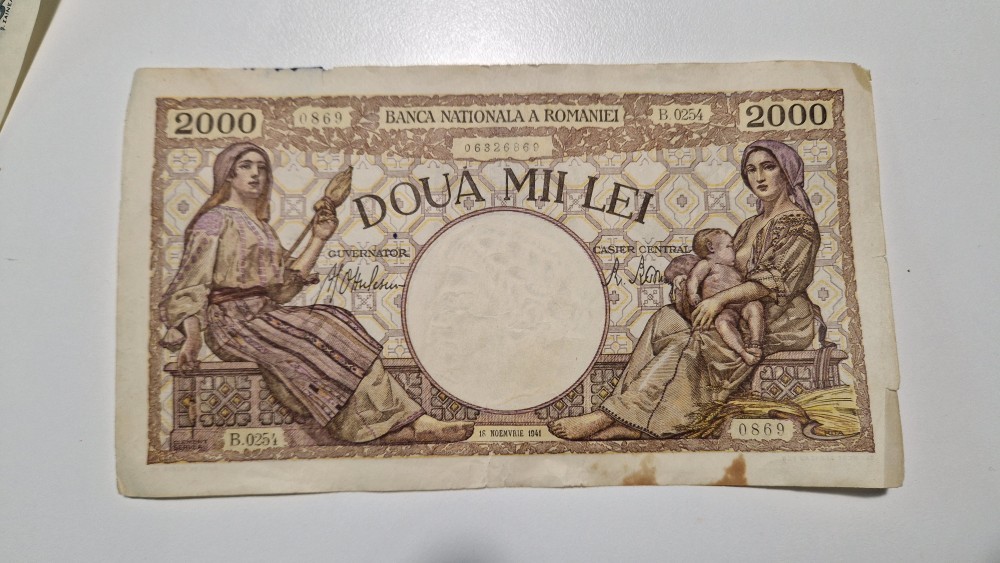 2000 0869 BANCA NATIONALA A ROMANIEI B.0254 2000
06326869
DOUĂ MII LEI
GUVERNATOR CASIER CENTRAL
B.0254 18 NOEMVRIE 1941 0869